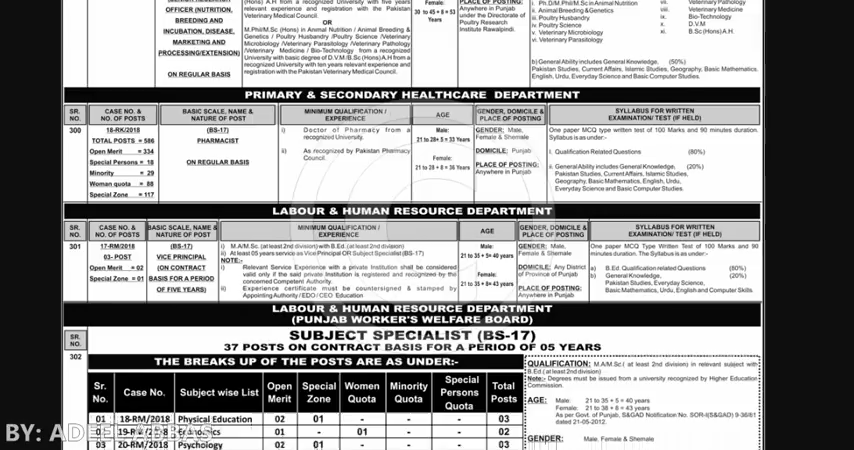 (Hons) A.H from a recognized University with five years
relevant experience and registration with the Pakistan
Veterinary Medical Council.
OFFICER (NUTRITION,
BREEDING AND
INCUBATION, DISEASE,
MARKETING AND
PROCESSING/EXTENSION)
ON REGULAR BASIS
OR
M.Phil/M.Sc (Hons) in Animal Nutrition / Animal Breeding &
Genetics / Poultry Husbandry /Poultry Science /Veterinary
Microbiology /Veterinary Parasitology /Veterinary Pathology
/Veterinary Medicine / Bio-Technology from a recognized
University with basic degree of D.V.M/B.Sc (Hons) A.H from a
recognized University with ten years relevant experience and
registration with the Pakistan Veterinary Medical Council.
Female:
30 to 45 + 8 = 53
Years
PLACE OF POSTING:
Anywhere in Punjab
under the Directorate of
Poultry Research
Institute Rawalpindi.
i. Ph.D/M.Phil/M.Sc in Animal Nutrition
ii. Animal Breeding & Genetics
iii. Poultry Husbandry
iv. Poultry Science
v. Veterinary Microbiology
vi. Veterinary Parasitology
vii. Veterinary Pathology
viii. Veterinary Medicine
ix. Bio-Technology
x. D.V.M
xi. B.Sc (Hons) A.H.
b) General Ability includes General Knowledge, (50%)
Pakistan Studies, Current Affairs, Islamic Studies, Geography, Basic Mathematics,
English, Urdu, Everyday Science and Basic Computer Studies.
PRIMARY & SECONDARY HEALTHCARE DEPARTMENT
SR. NO.
CASE NO. & NO. OF POSTS
BASIC SCALE, NAME & NATURE OF POST
MINIMUM QUALIFICATION / EXPERIENCE
AGE
GENDER, DOMICILE & PLACE OF POSTING
SYLLABUS FOR WRITTEN EXAMINATION/ TEST (IF HELD)
300
18-RK/2018
TOTAL POSTS = 586
Open Merit = 334
Special Persons = 18
Minority = 29
Woman quota = 88
Special Zone = 117
(BS-17)
PHARMACIST
ON REGULAR BASIS
i) Doctor of Pharmacy from a
recognized University.
ii) As recognized by Pakistan Pharmacy
Council.
Male:
21 to 28+ 5 = 33 Years
Female:
21 to 28 + 8 = 36 Years
GENDER: Male,
Female & Shemale
DOMICILE: Punjab
PLACE OF POSTING:
Anywhere in Punjab
One paper MCQ type written test of 100 Marks and 90 minutes duration.
Syllabus is as under:-
i. Qualification Related Questions (80%)
ii. General Ability includes General Knowledge, (20%)
Pakistan Studies, Current Affairs, Islamic Studies,
Geography, Basic Mathematics, English, Urdu,
Everyday Science and Basic Computer Studies.
LABOUR & HUMAN RESOURCE DEPARTMENT
SR. NO.
CASE NO. & NO. OF POSTS
BASIC SCALE, NAME & NATURE OF POST
MINIMUM QUALIFICATION / EXPERIENCE
AGE
GENDER, DOMICILE & PLACE OF POSTING
SYLLABUS FOR WRITTEN EXAMINATION/ TEST (IF HELD)
301
17-RM/2018
03- POST
Open Merit = 02
Special Zone = 01
(BS-17)
VICE PRINCIPAL
(ON CONTRACT
BASIS FOR A PERIOD
OF FIVE YEARS)
i) M.A/M.Sc. (at least 2nd division) with B.Ed. (at least 2nd division)
ii) At least 05 years service as Vice Principal OR Subject Specialist (BS-17)
NOTE:-
i) Relevant Service Experience with a private Institution shall be considered
valid only if the said private Institution is registered and recognized by the
concerned Competent Authority.
ii) Experience certificate must be countersigned & stamped by
Appointing Authority / EDO / CEO Education
Male:
21 to 35 + 5= 40 years
Female:
21 to 35 + 8= 43 years
GENDER: Male,
Female & Shemale
DOMICILE: Any District
of Province of Punjab
PLACE OF POSTING:
Anywhere in Punjab
One paper MCQ Type Written Test of 100 Marks and 90
minutes duration. The Syllabus is as under:-
a) B.Ed. Qualification related Questions (80%)
b) General Knowledge, (20%)
Pakistan Studies, Everyday Science,
Basic Mathematics, Urdu, English and Computer Skills.
LABOUR & HUMAN RESOURCE DEPARTMENT
(PUNJAB WORKER'S WELFARE BOARD)
SR. NO.
302
SUBJECT SPECIALIST (BS-17)
37 POSTS ON CONTRACT BASIS FOR A PERIOD OF 05 YEARS
THE BREAKS UP OF THE POSTS ARE AS UNDER:-
Sr. No. Case No. Subject wise List Open Merit Special Zone Women Quota Minority Quota Special Persons Quota Total Posts
01 18-RM/2018 Physical Education 02 01 - - - 03
02 19-RM/2018 Economics 01 - 01 - - 02
03 20-RM/2018 Psychology 02 01 - - - 03
QUALIFICATION: M.A/M.Sc.( at least 2nd division) in relevant subject with
B.Ed.( at least 2nd division)
Note:- Degrees must be issued from a university recognized by Higher Education
Commission.
AGE: Male: 21 to 35 + 5 = 40 years
Female: 21 to 38 + 8 = 43 years
As per Govt. of Punjab, S&GAD Notification No. SOR-I(S&GAD) 9-36/81
dated 21-05-2012.
GENDER: Male, Female & Shemale
BY: ADEEL ABBAS